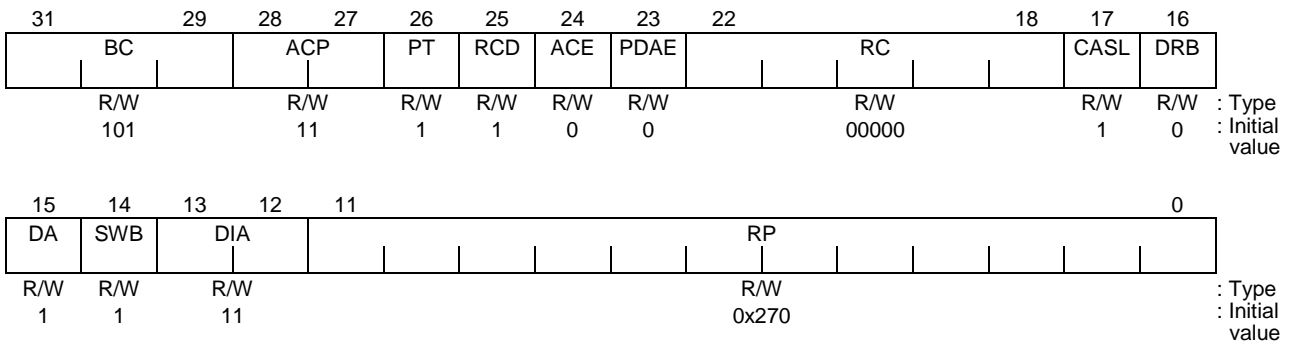 31 29 28 27 26 25 24 23 22 18 17 16
BC ACP PT RCD ACE PDAE RC CASL DRB
R/W R/W R/W R/W R/W R/W R/W R/W R/W : Type
101 11 1 1 0 0 00000 1 0 : Initial
value
15 14 13 12 11 0
DA SWB DIA RP
R/W R/W R/W R/W : Type
1 1 11 0x270 : Initial
value